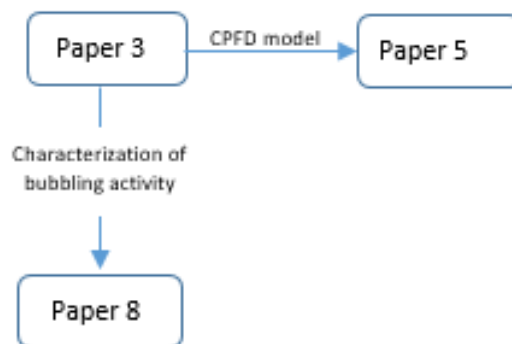 Paper 3
CPFD model
Paper 5
Characterization of
bubbling activity
Paper 8